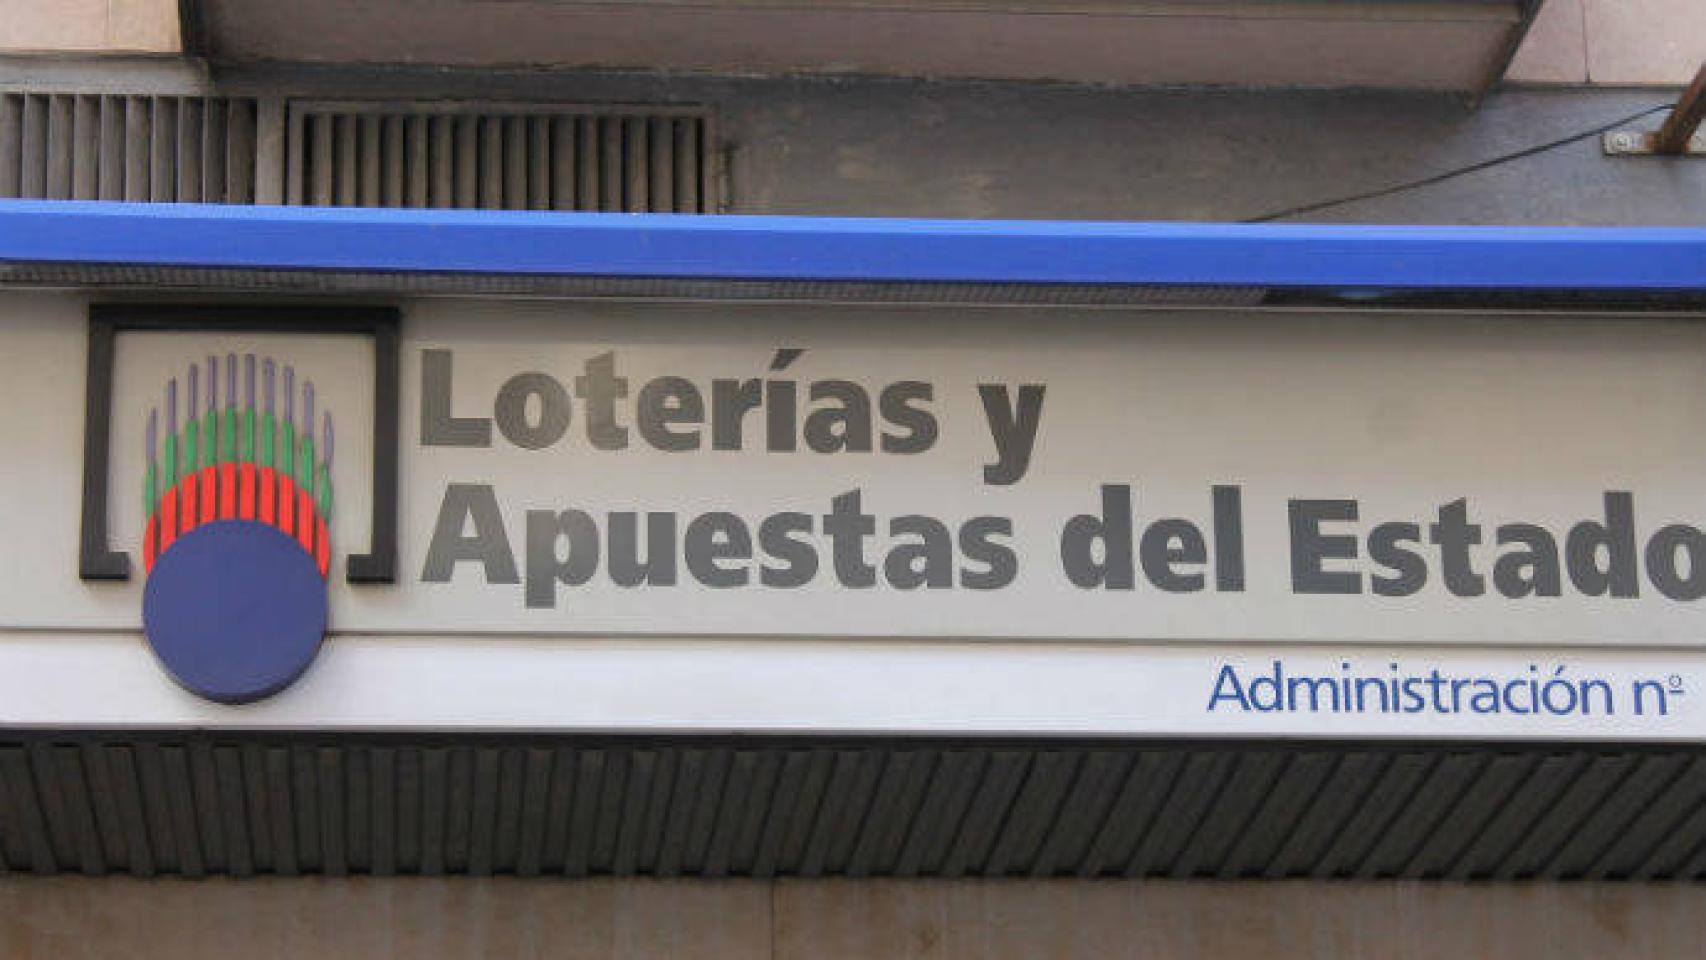 Loterías y
Apuestas del Estado
Administración nº